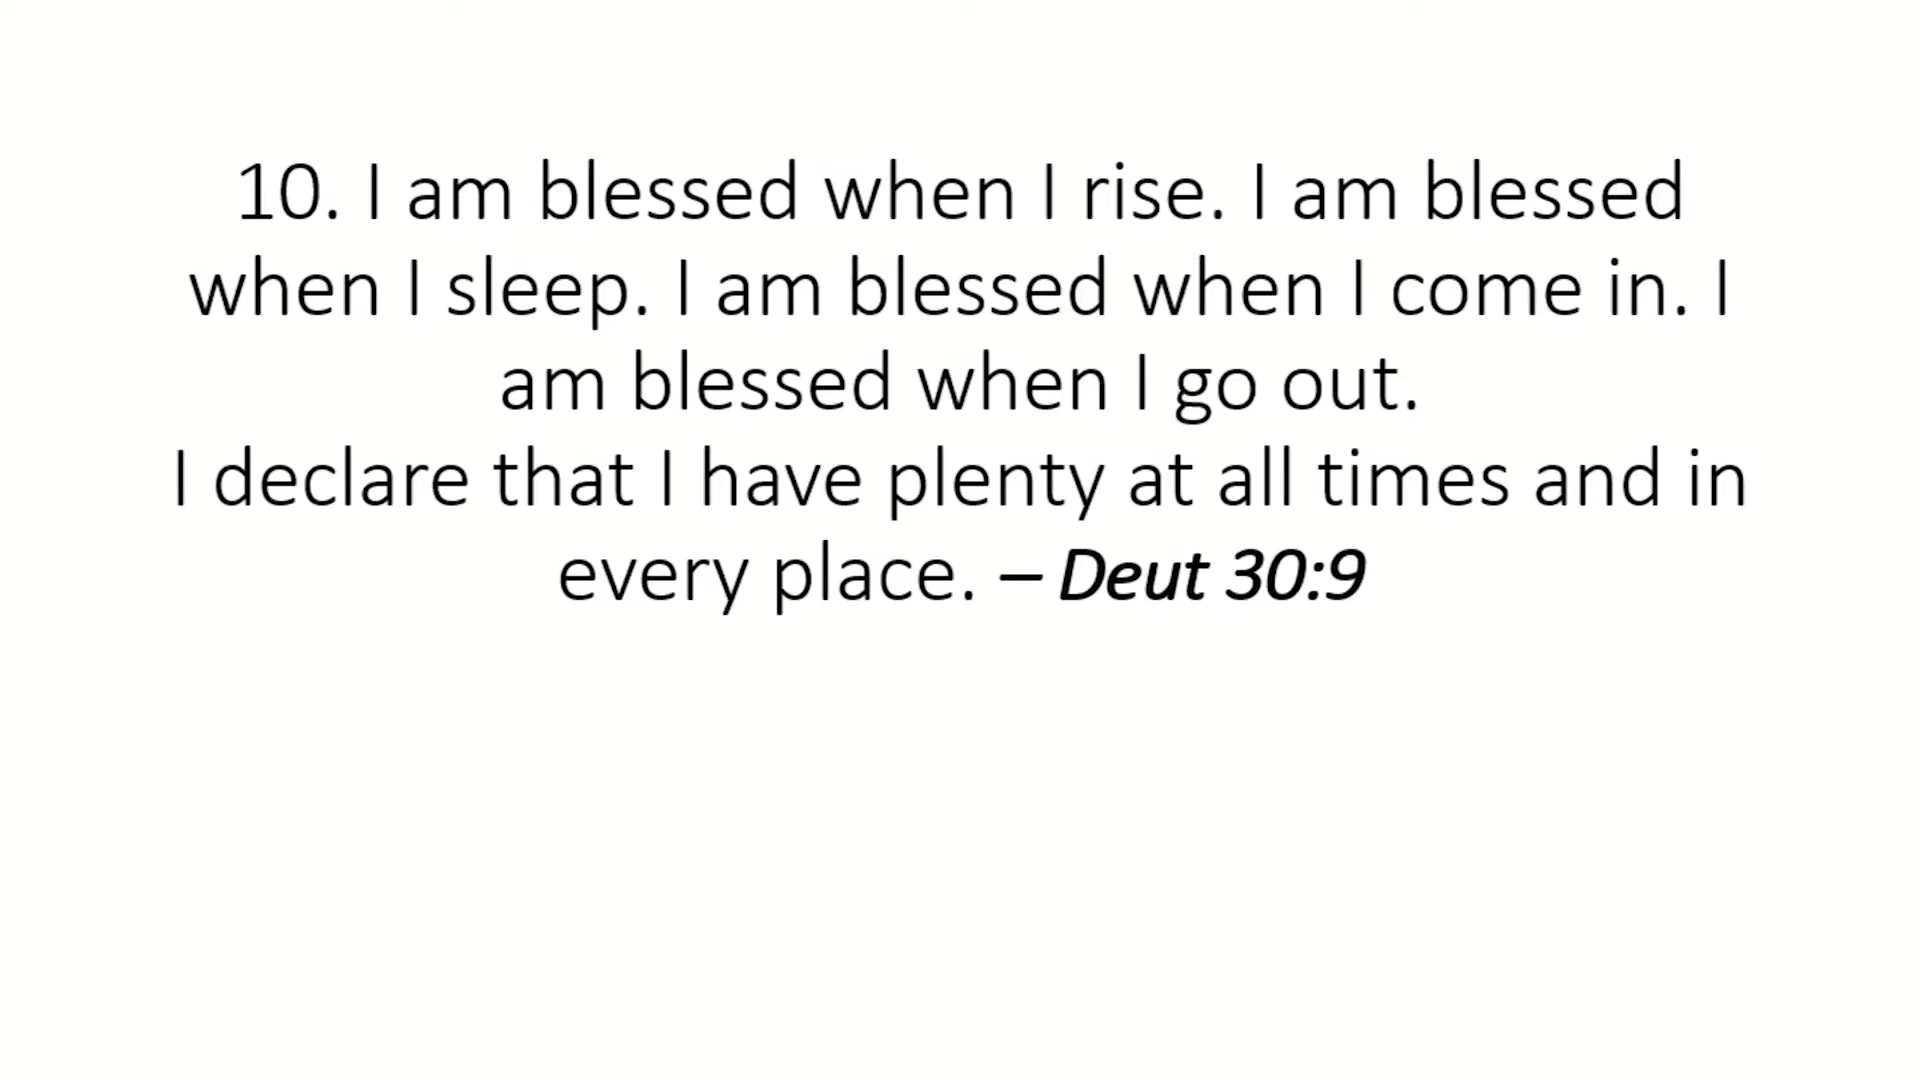 10. I am blessed when I rise. I am blessed
when I sleep. I am blessed when I come in. I
am blessed when I go out.
I declare that I have plenty at all times and in
every place. – Deut 30:9